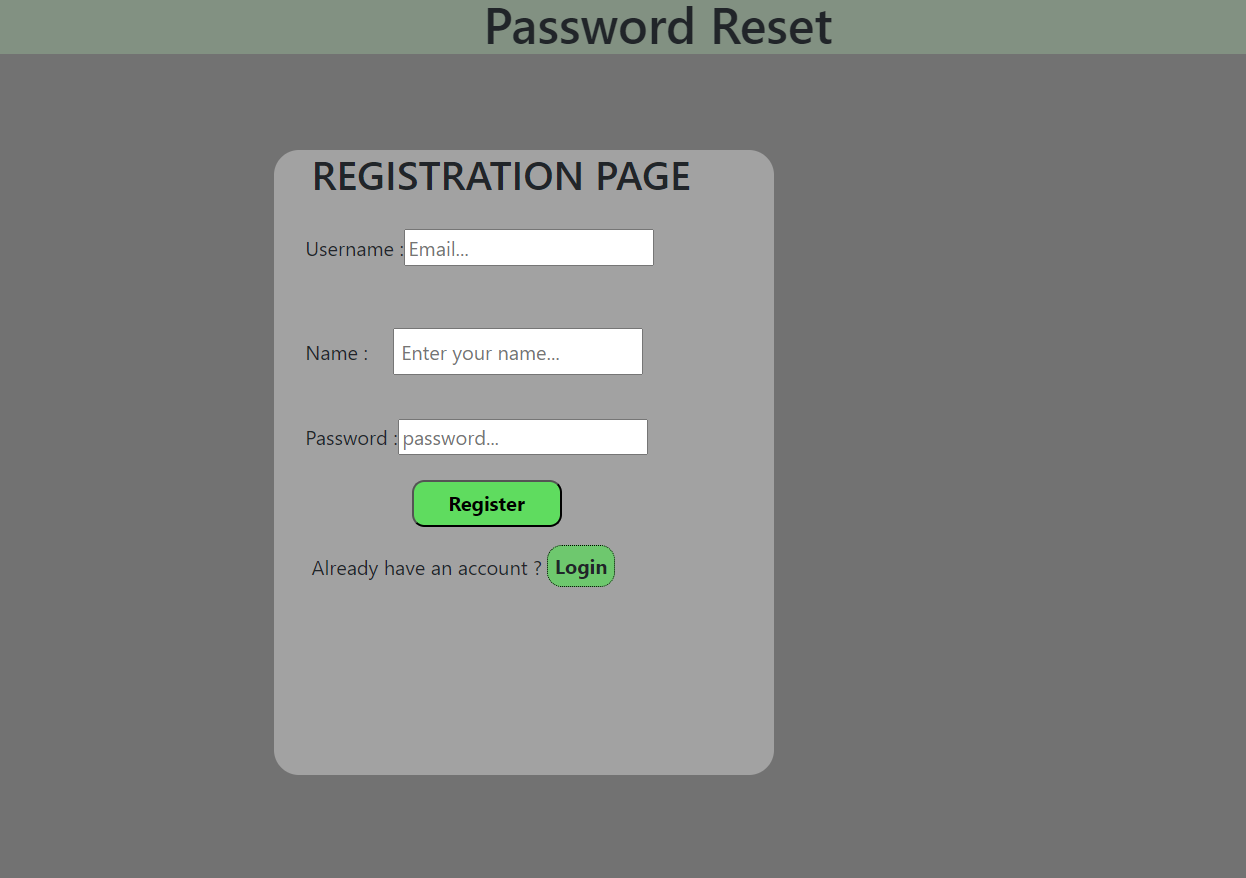 Password Reset
REGISTRATION PAGE
Username : Email...
Name : Enter your name...
Password : password...
Register
Already have an account ? Login